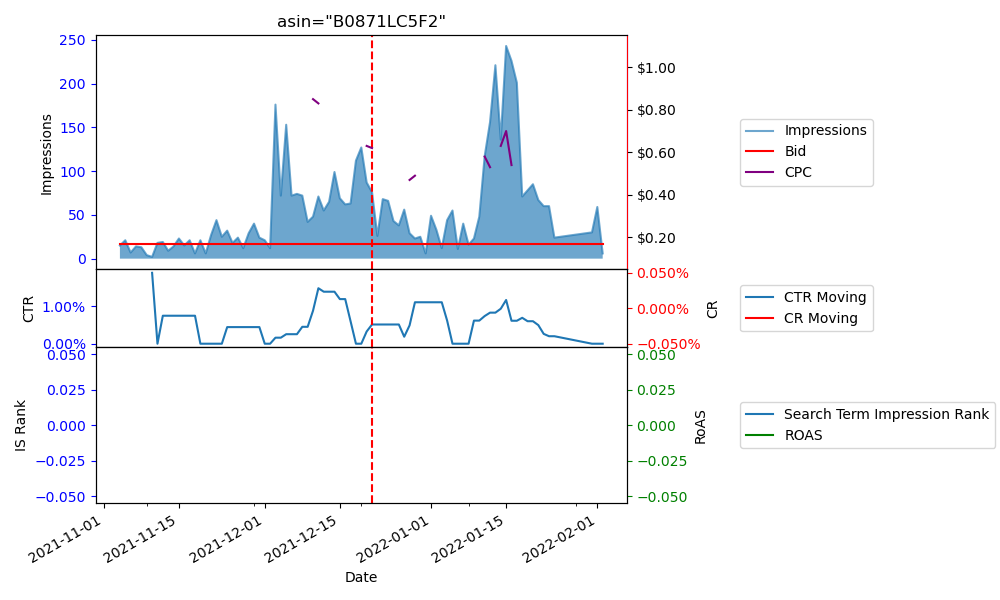 asin="B0871LC5F2"
250
200
150
100
50
0
Impressions
$1.00
$0.80
$0.60
$0.40
$0.20
Impressions
Bid
CPC
1.00%
0.00%
CTR
0.050%
0.000%
−0.050%
CR
CTR Moving
CR Moving
0.050
0.025
0.000
−0.025
−0.050
IS Rank
0.050
0.025
0.000
−0.025
−0.050
RoAS
Search Term Impression Rank
ROAS
2021-11-01
2021-11-15
2021-12-01
2021-12-15
2022-01-01
2022-01-15
2022-02-01
Date